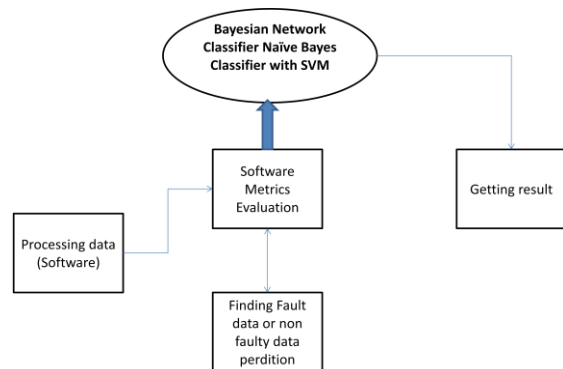 Bayesian Network
Classifier Naïve Bayes
Classifier with SVM
Software
Metrics
Evaluation
Getting result
Processing data
(Software)
Finding Fault
data or non
faulty data
perdition